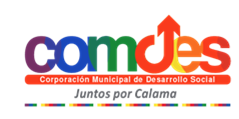 comdes
Corporación Municipal de Desarrollo Social
Juntos por Calama